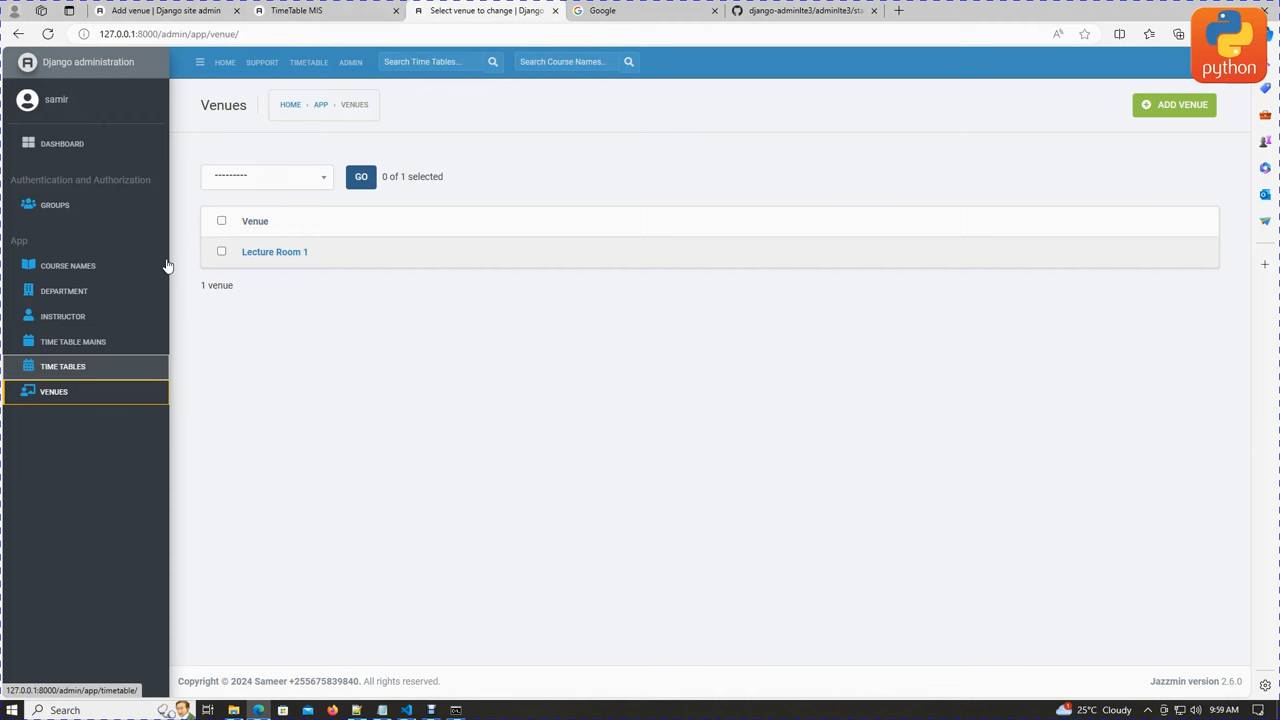 Add venue | Django site admin
TimeTable MIS
Select venue to change | Django
Google
django-adminlte3/adminlte3/sta
127.0.0.1:8000/admin/app/venue/
python
Django administration
HOME SUPPORT TIMETABLE ADMIN Search Time Tables... Search Course Names..
samir
Venues
HOME › APP › VENUES
ADD VENUE
DASHBOARD
Authentication and Authorization
GROUPS
App
COURSE NAMES
DEPARTMENT
INSTRUCTOR
TIME TABLE MAINS
TIME TABLES
VENUES
--------- GO 0 of 1 selected
Venue
Lecture Room 1
1 venue
Copyright © 2024 Sameer +255675839840. All rights reserved.
Jazzmin version 2.6.0
127.0.0.1:8000/admin/app/timetable/
Search
1
25°C Cloudy
9:59 AM